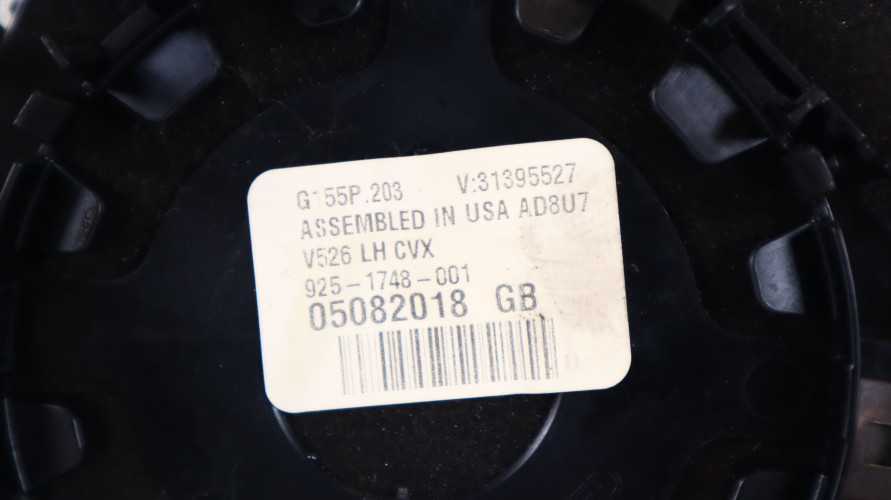 G155P.203 V:31395527
ASSEMBLED IN USA AD8U7
V526 LH CVX
925-1748-001
05082018 GB